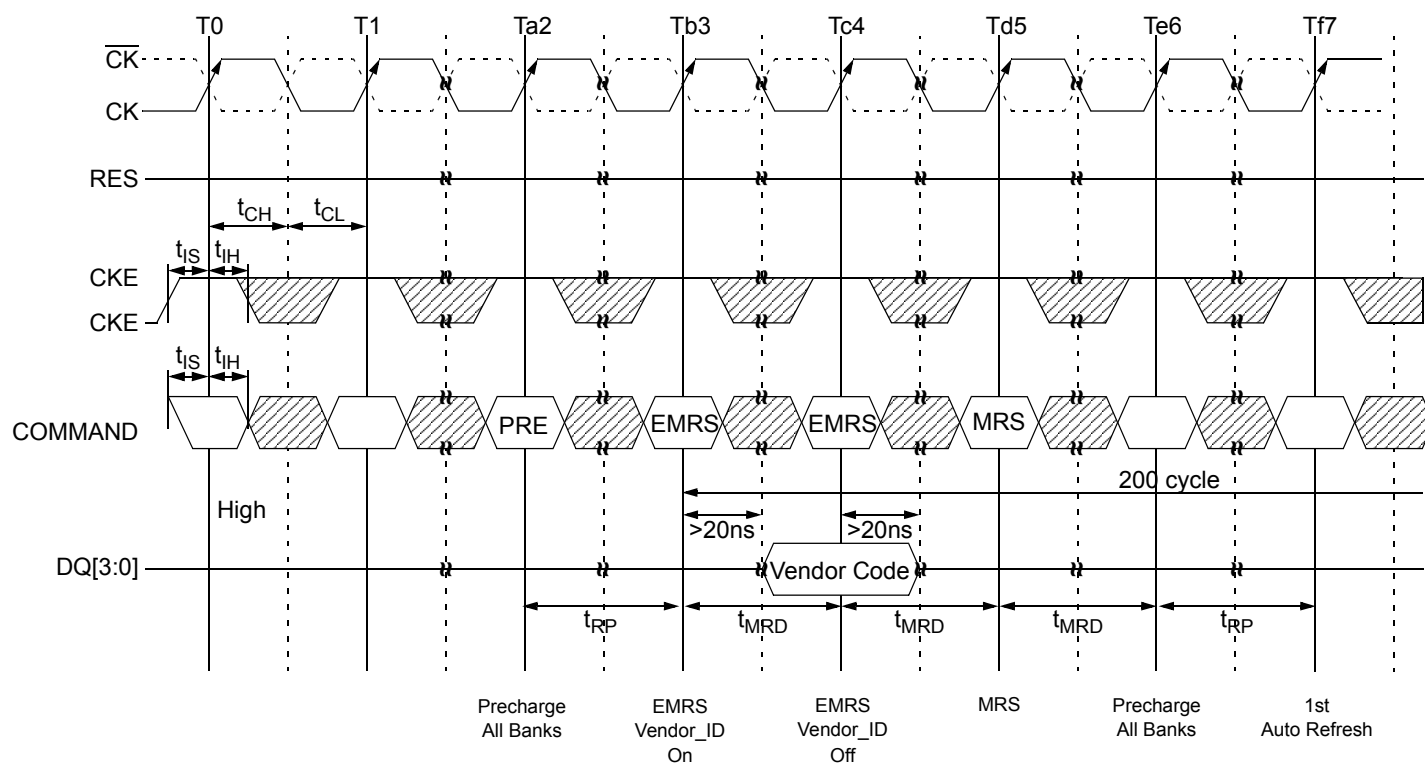 T0 T1 Ta2 Tb3 Tc4 Td5 Te6 Tf7
CK
CK
RES
tCH tCL
tIS tIH
CKE
CKE
tIS tIH
COMMAND PRE EMRS EMRS MRS
200 cycle
High
>20ns >20ns
DQ[3:0] Vendor Code
tRP tMRD tMRD tMRD tRP
Precharge All Banks
EMRS Vendor_ID On
EMRS Vendor_ID Off
MRS
Precharge All Banks
1st Auto Refresh